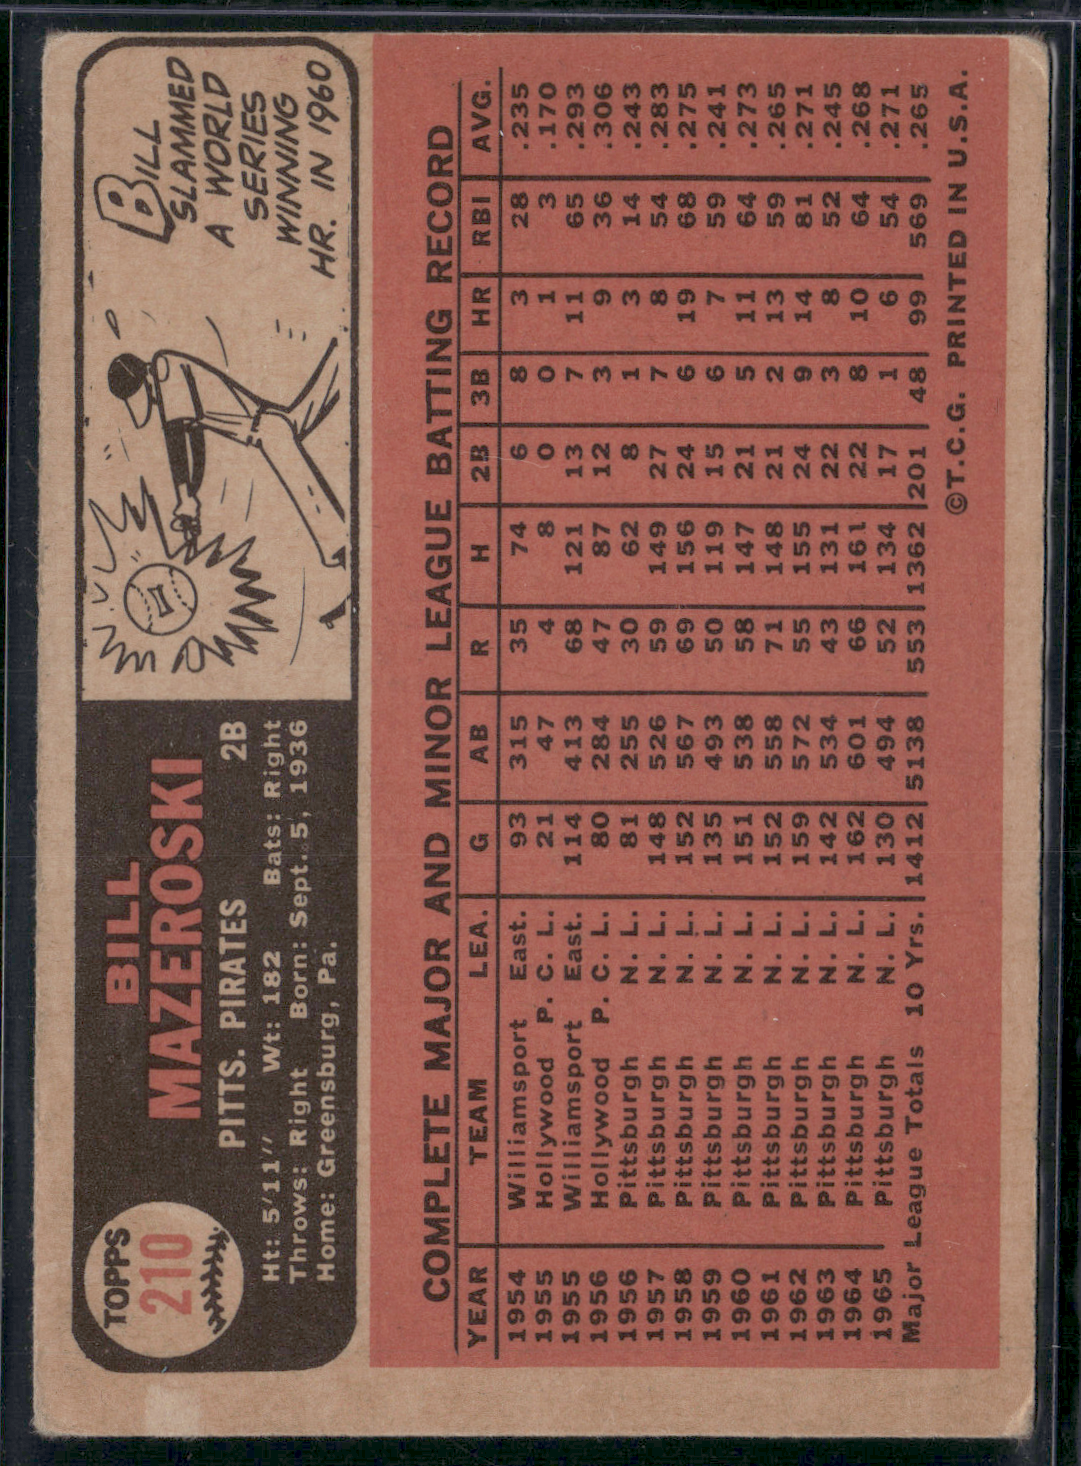 TOPPS
210
BILL
MAZEROSKI
PITTS. PIRATES 2B
Ht: 5'11" Wt: 182 Bats: Right
Throws: Right Born: Sept. 5, 1936
Home: Greensburg, Pa.
BILL
SLAMMED
A WORLD
SERIES
WINNING
HR. IN 1960
COMPLETE MAJOR AND MINOR LEAGUE BATTING RECORD
YEAR TEAM LEA. G AB R H 2B 3B HR RBI AVG.
1954 Williamsport East. 93 315 35 74 6 8 3 28 .235
1955 Hollywood P. C. L. 21 47 4 8 0 0 1 3 .170
1955 Williamsport East. 114 413 68 121 13 7 11 65 .293
1956 Hollywood P. C. L. 80 284 47 87 12 3 9 36 .306
1956 Pittsburgh N. L. 81 255 30 62 8 1 3 14 .243
1957 Pittsburgh N. L. 148 526 59 149 27 7 8 54 .283
1958 Pittsburgh N. L. 152 567 69 156 24 6 19 68 .275
1959 Pittsburgh N. L. 135 493 50 119 15 6 7 59 .241
1960 Pittsburgh N. L. 151 538 58 147 21 5 11 64 .273
1961 Pittsburgh N. L. 152 558 71 148 21 2 13 59 .265
1962 Pittsburgh N. L. 159 572 55 155 24 9 14 81 .271
1963 Pittsburgh N. L. 142 534 43 131 22 3 8 52 .245
1964 Pittsburgh N. L. 162 601 66 161 22 8 10 64 .268
1965 Pittsburgh N. L. 130 494 52 134 17 1 6 54 .271
Major League Totals 10 Yrs. 1412 5138 553 1362 201 48 99 569 .265
©T.C.G. PRINTED IN U.S.A.